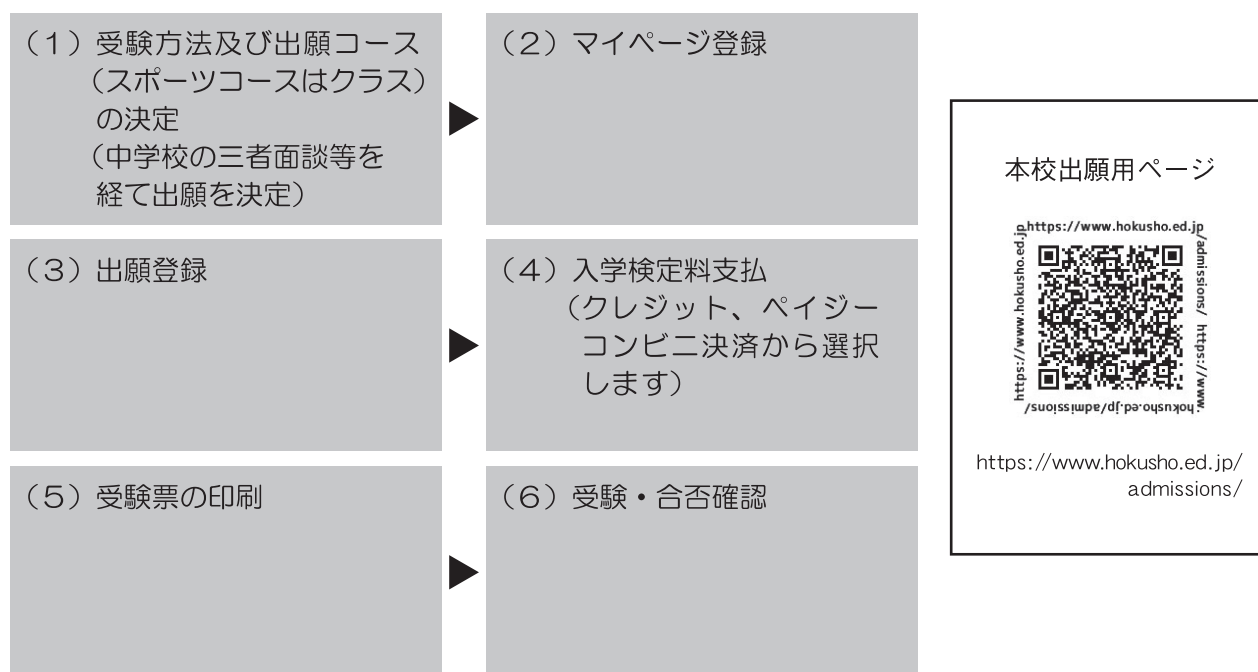 （1）受験方法及び出願コース
（スポーツコースはクラス）
の決定
（中学校の三者面談等を
経て出願を決定）
（2）マイページ登録
（3）出願登録
（4）入学検定料支払
（クレジット、ペイジー
コンビニ決済から選択
します）
（5）受験票の印刷
（6）受験・合否確認
本校出願用ページ
https://www.hokusho.ed.jp
/admissions/ https://www.
hokusho.ed.jp/admissions/
https://www.hokusho.ed.jp
https://www.hokusho.ed.jp/
admissions/